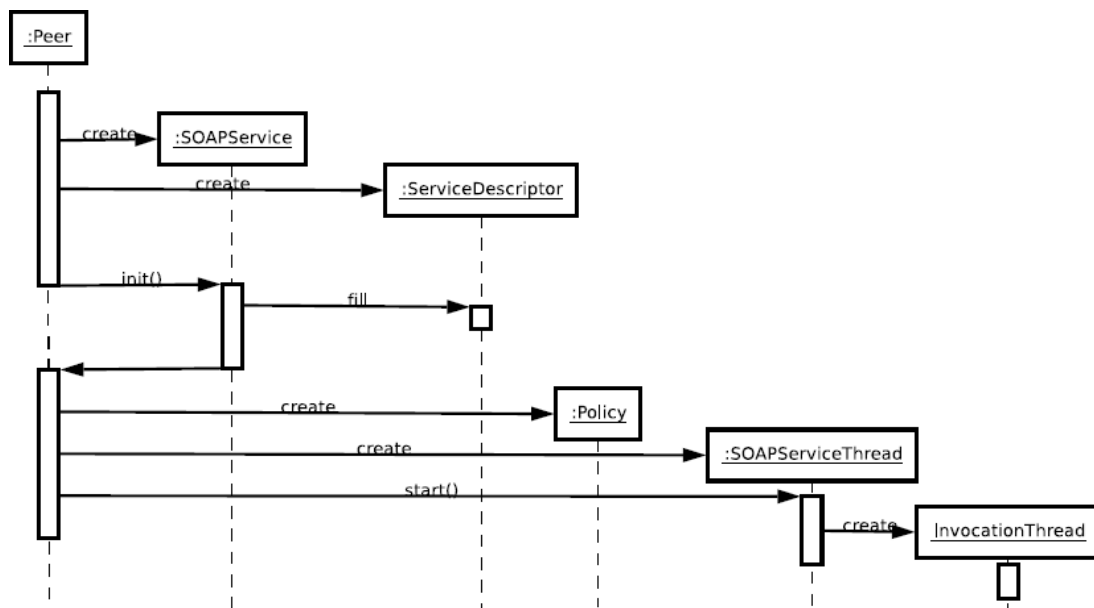 :Peer
create
:SOAPService
create
:ServiceDescriptor
init()
fill
create
:Policy
create
:SOAPServiceThread
start()
create
InvocationThread